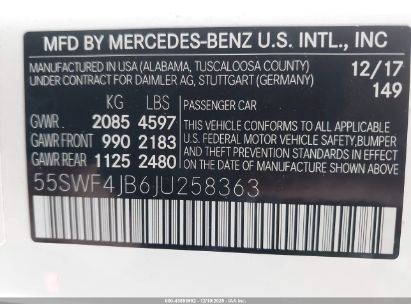 MFD BY MERCEDES-BENZ U.S. INTL., INC
MANUFACTURED IN USA (ALABAMA, TUSCALOOSA COUNTY) 12/17
UNDER CONTRACT FOR DAIMLER AG, STUTTGART (GERMANY) 149
KG LBS PASSENGER CAR
GVWR 2085 4597 THIS VEHICLE CONFORMS TO ALL APPLICABLE
GAWR FRONT 990 2183 U.S. FEDERAL MOTOR VEHICLE SAFETY,BUMPER
GAWR REAR 1125 2480 AND THEFT PREVENTION STANDARDS IN EFFECT
ON THE DATE OF MANUFACTURE SHOWN ABOVE.
55SWF4JB6JU258363